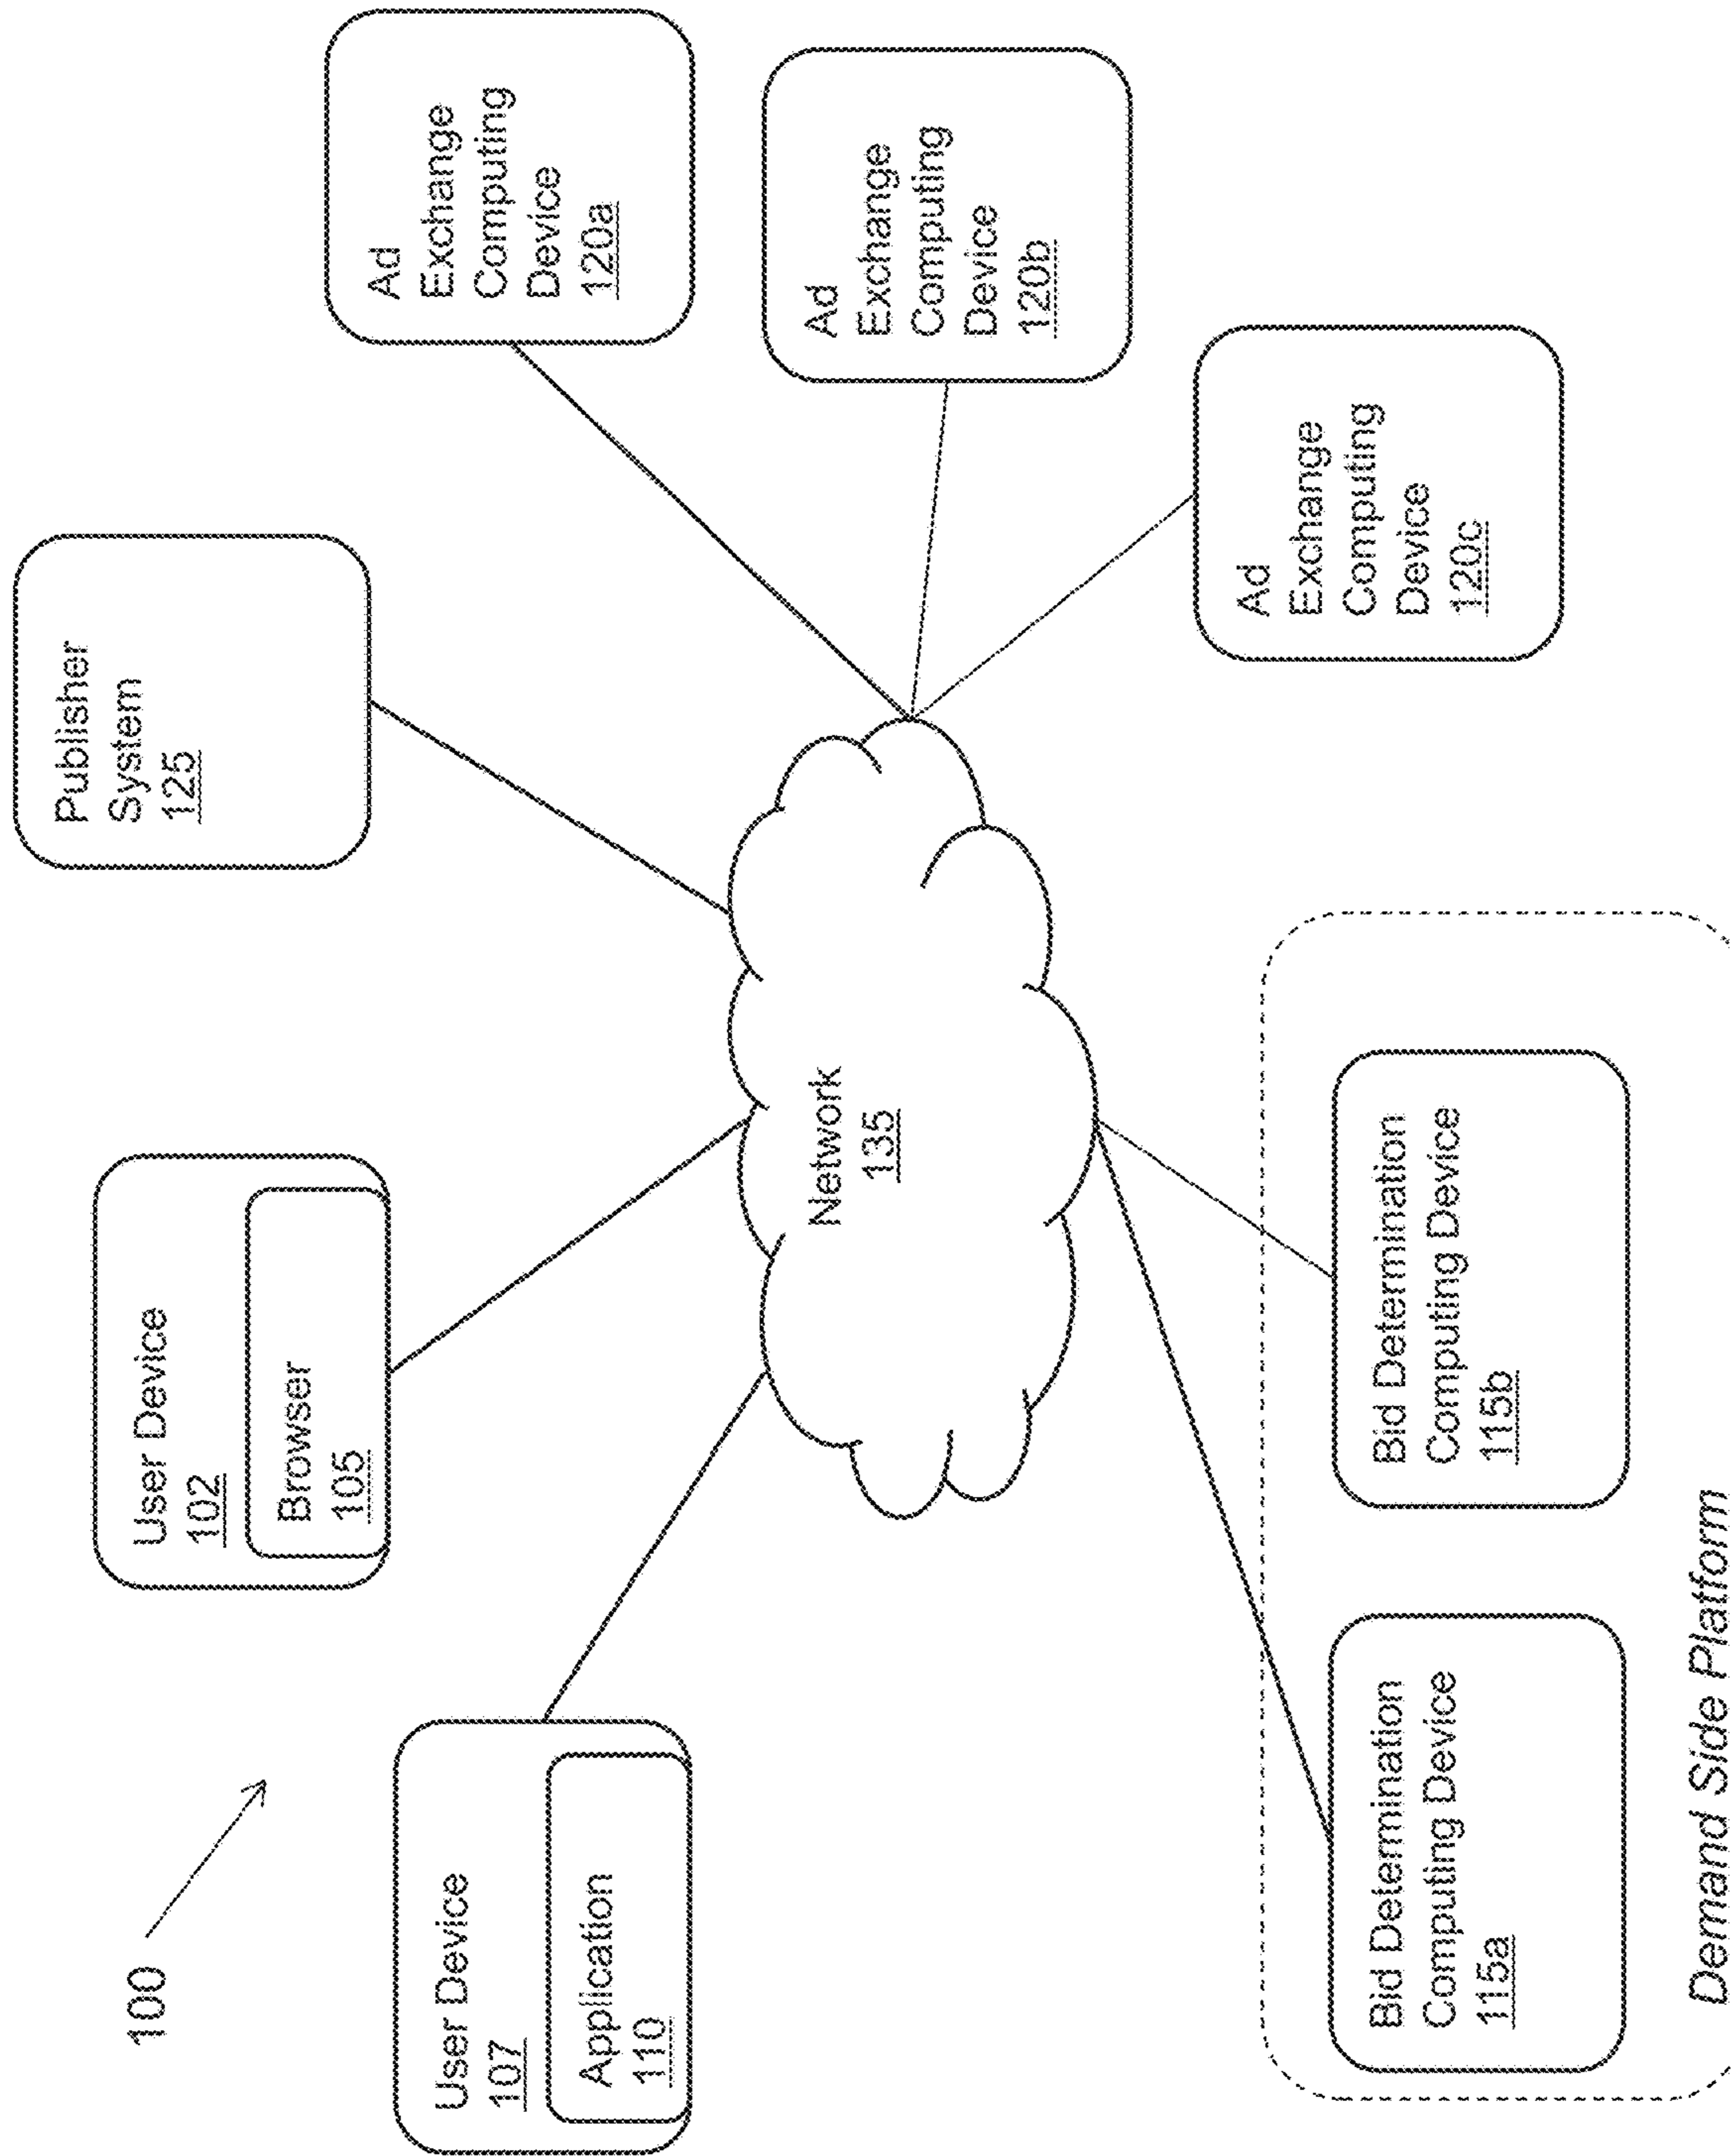 100
User Device
107
Application
110
User Device
102
Browser
105
Publisher
System
125
Ad
Exchange
Computing
Device
120a
Ad
Exchange
Computing
Device
120b
Ad
Exchange
Computing
Device
120c
Network
135
Bid Determination
Computing Device
115a
Bid Determination
Computing Device
115b
Demand Side Platform